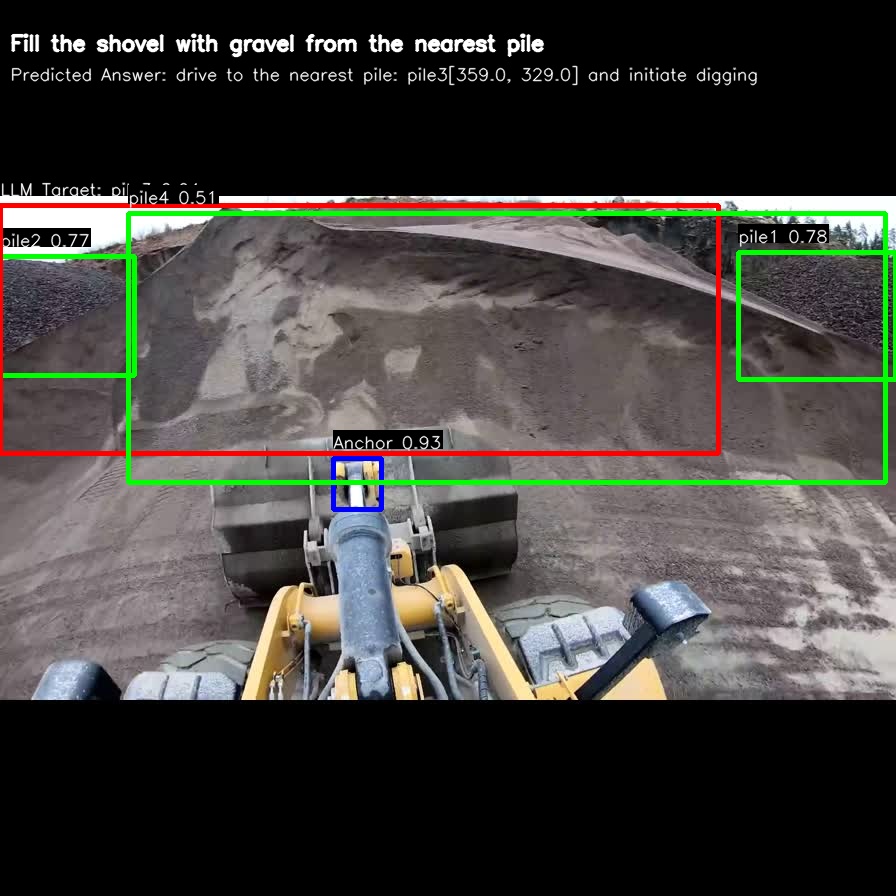 Fill the shovel with gravel from the nearest pile
Predicted Answer: drive to the nearest pile: pile3[359.0, 329.0] and initiate digging
LLM Target:
pile4 0.51
pile2 0.77
pile1 0.78
Anchor 0.93